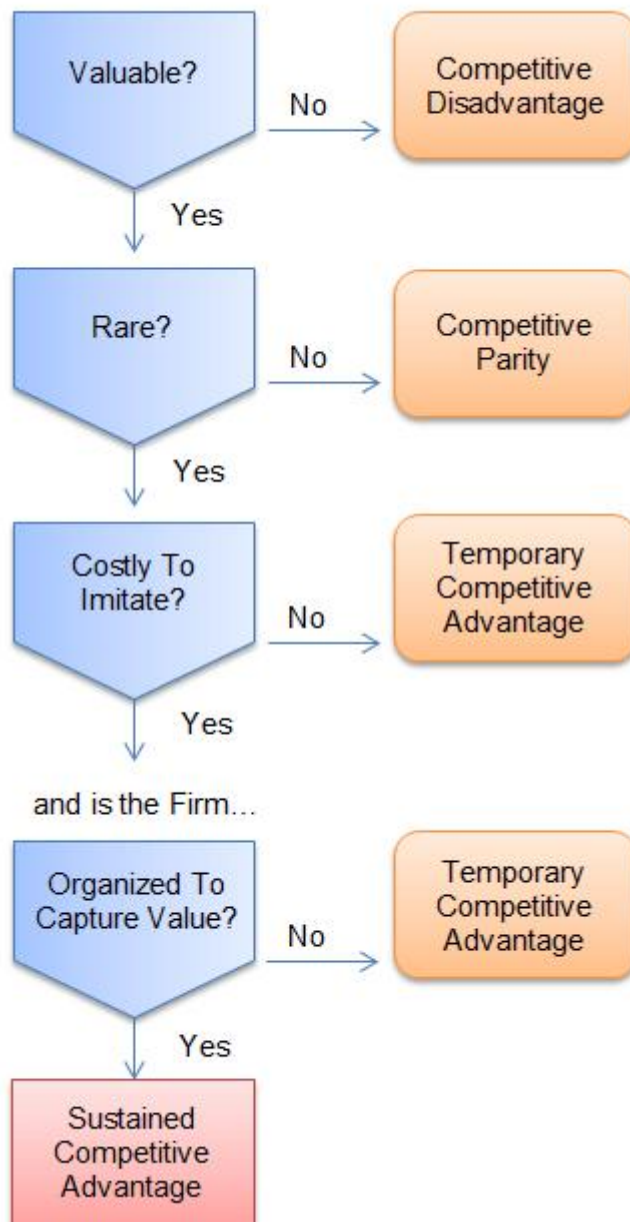 Valuable?
No
Competitive
Disadvantage
Yes
Rare?
No
Competitive
Parity
Yes
Costly To
Imitate?
No
Temporary
Competitive
Advantage
Yes
and is the Firm...
Organized To
Capture Value?
No
Temporary
Competitive
Advantage
Yes
Sustained
Competitive
Advantage